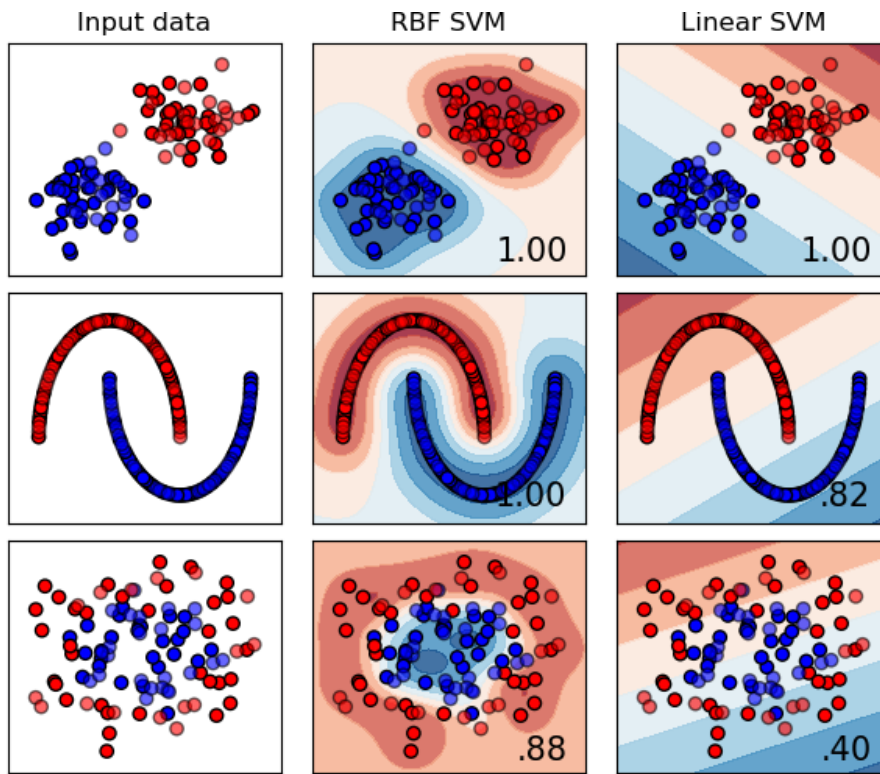 Input data
RBF SVM
Linear SVM
1.00
1.00
1.00
.82
.88
.40